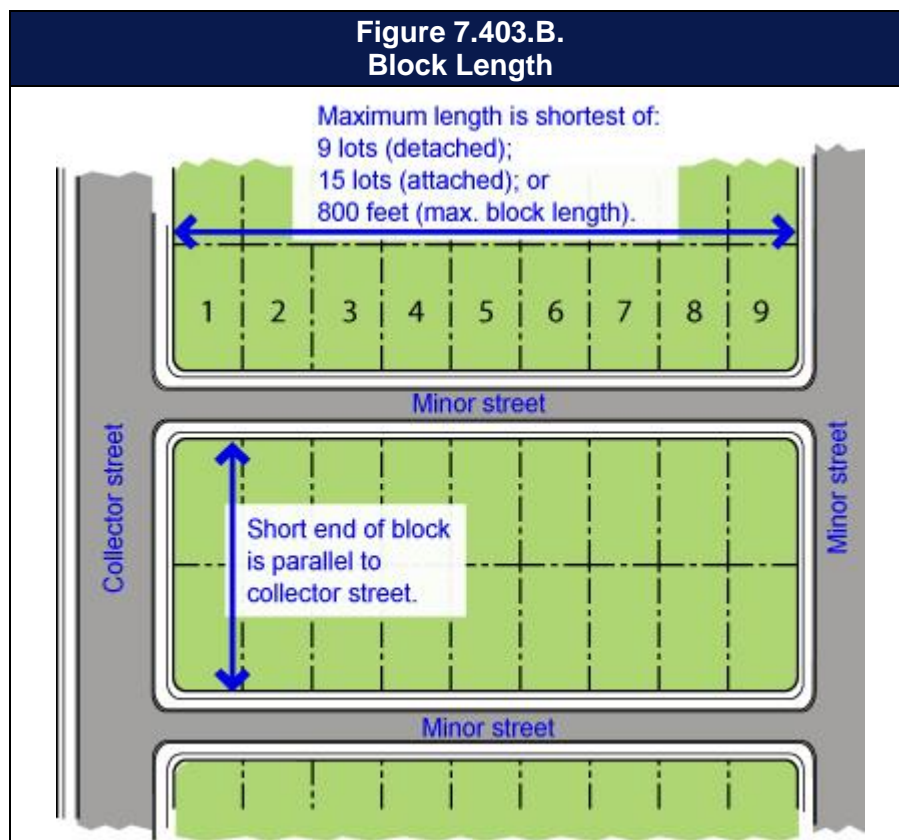 Figure 7.403.B.
Block Length
Maximum length is shortest of:
9 lots (detached);
15 lots (attached); or
800 feet (max. block length).
1 2 3 4 5 6 7 8 9
Minor street
Collector street
Minor street
Short end of block
is parallel to
collector street.
Minor street